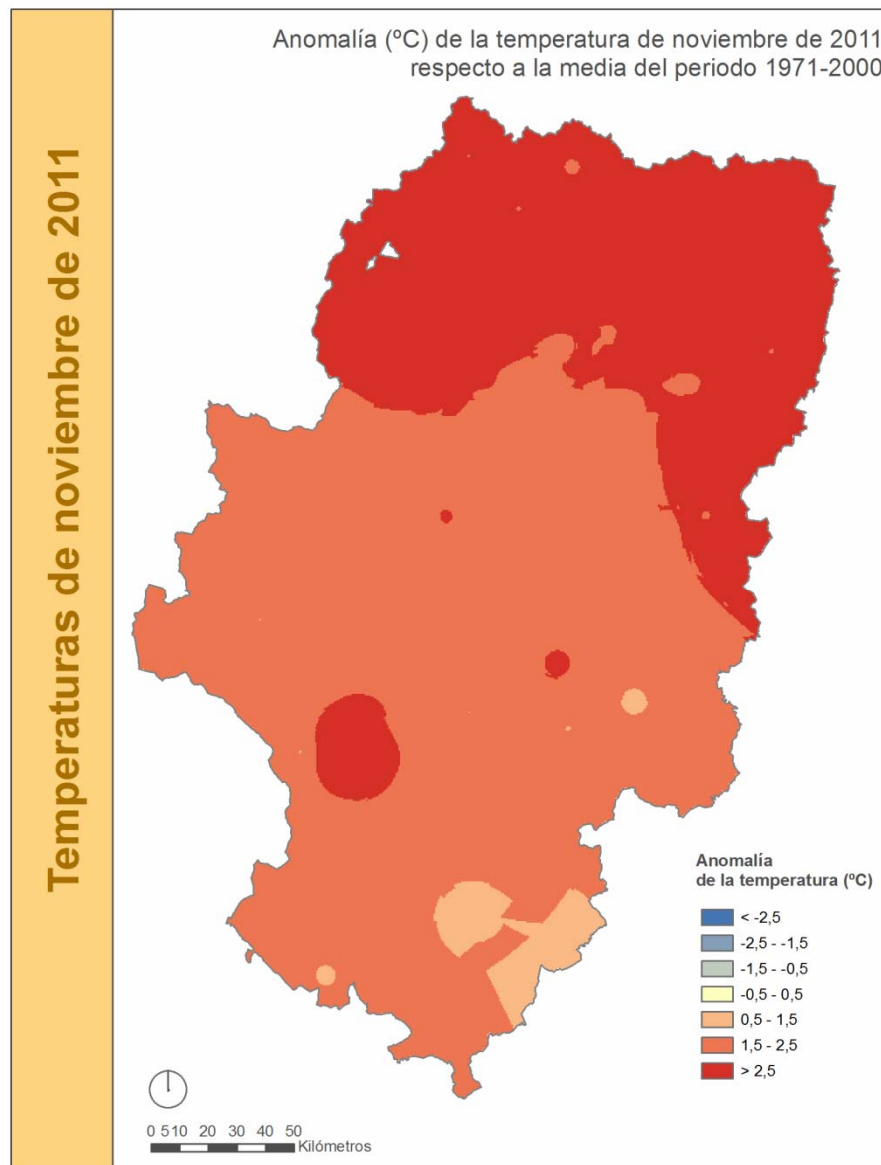 Temperaturas de noviembre de 2011
Anomalía (ºC) de la temperatura de noviembre de 2011
respecto a la media del periodo 1971-2000
Anomalía
de la temperatura (ºC)
< -2,5
-2,5 - -1,5
-1,5 - -0,5
-0,5 - 0,5
0,5 - 1,5
1,5 - 2,5
> 2,5
0 510 20 30 40 50
Kilómetros